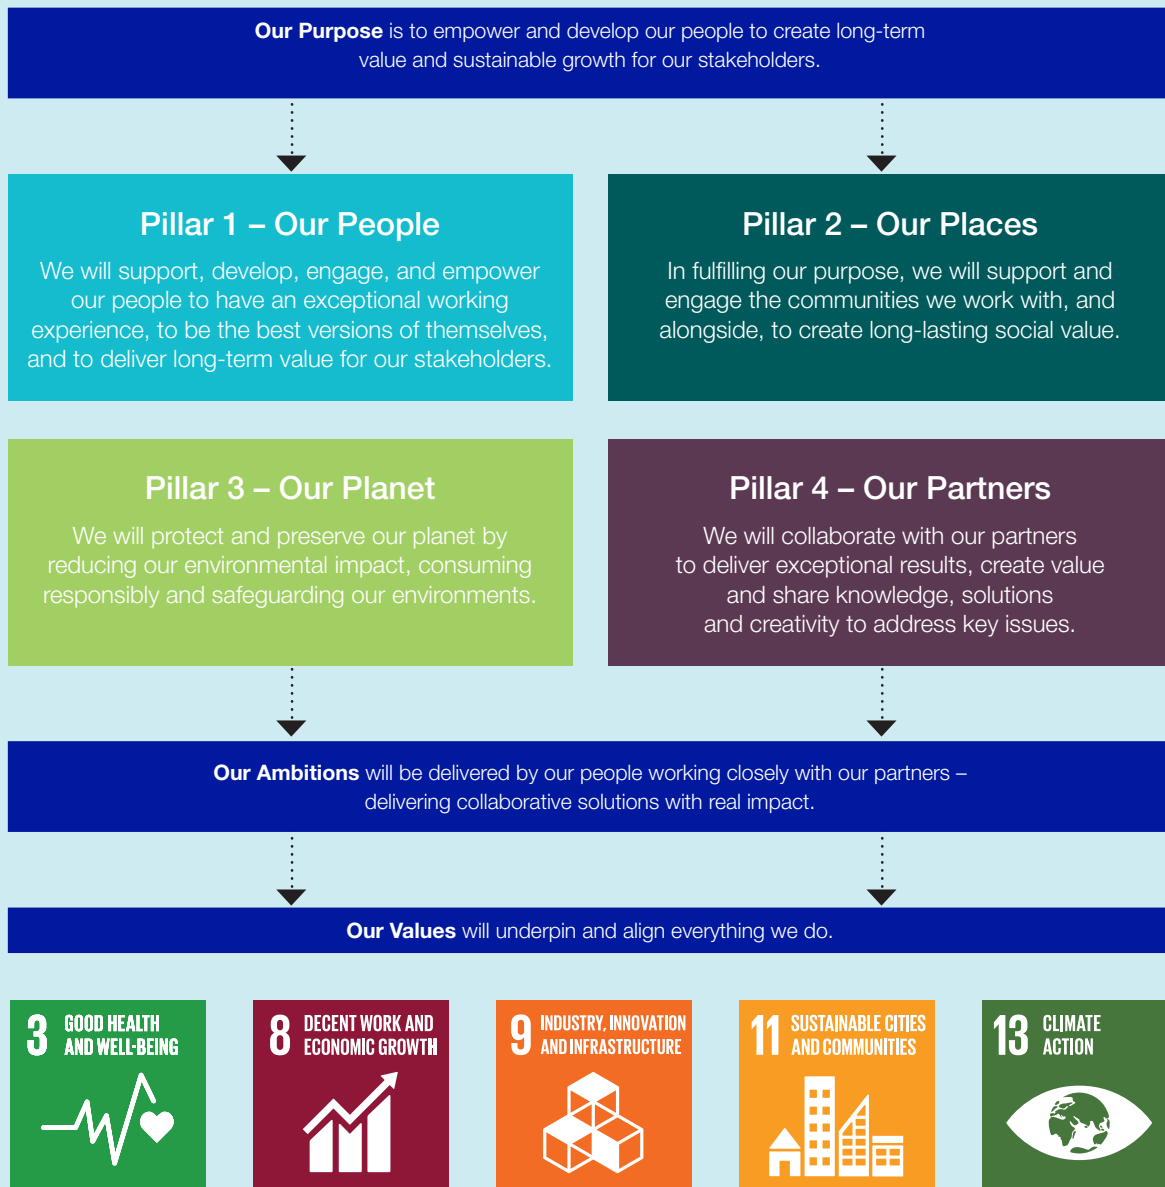 Our Purpose is to empower and develop our people to create long-term
value and sustainable growth for our stakeholders.
Pillar 1 – Our People
We will support, develop, engage, and empower
our people to have an exceptional working
experience, to be the best versions of themselves,
and to deliver long-term value for our stakeholders.
Pillar 2 – Our Places
In fulfilling our purpose, we will support and
engage the communities we work with, and
alongside, to create long-lasting social value.
Pillar 3 – Our Planet
We will protect and preserve our planet by
reducing our environmental impact, consuming
responsibly and safeguarding our environments.
Pillar 4 – Our Partners
We will collaborate with our partners
to deliver exceptional results, create value
and share knowledge, solutions
and creativity to address key issues.
Our Ambitions will be delivered by our people working closely with our partners –
delivering collaborative solutions with real impact.
Our Values will underpin and align everything we do.
3 GOOD HEALTH
AND WELL-BEING
8 DECENT WORK AND
ECONOMIC GROWTH
9 INDUSTRY, INNOVATION
AND INFRASTRUCTURE
11 SUSTAINABLE CITIES
AND COMMUNITIES
13 CLIMATE
ACTION